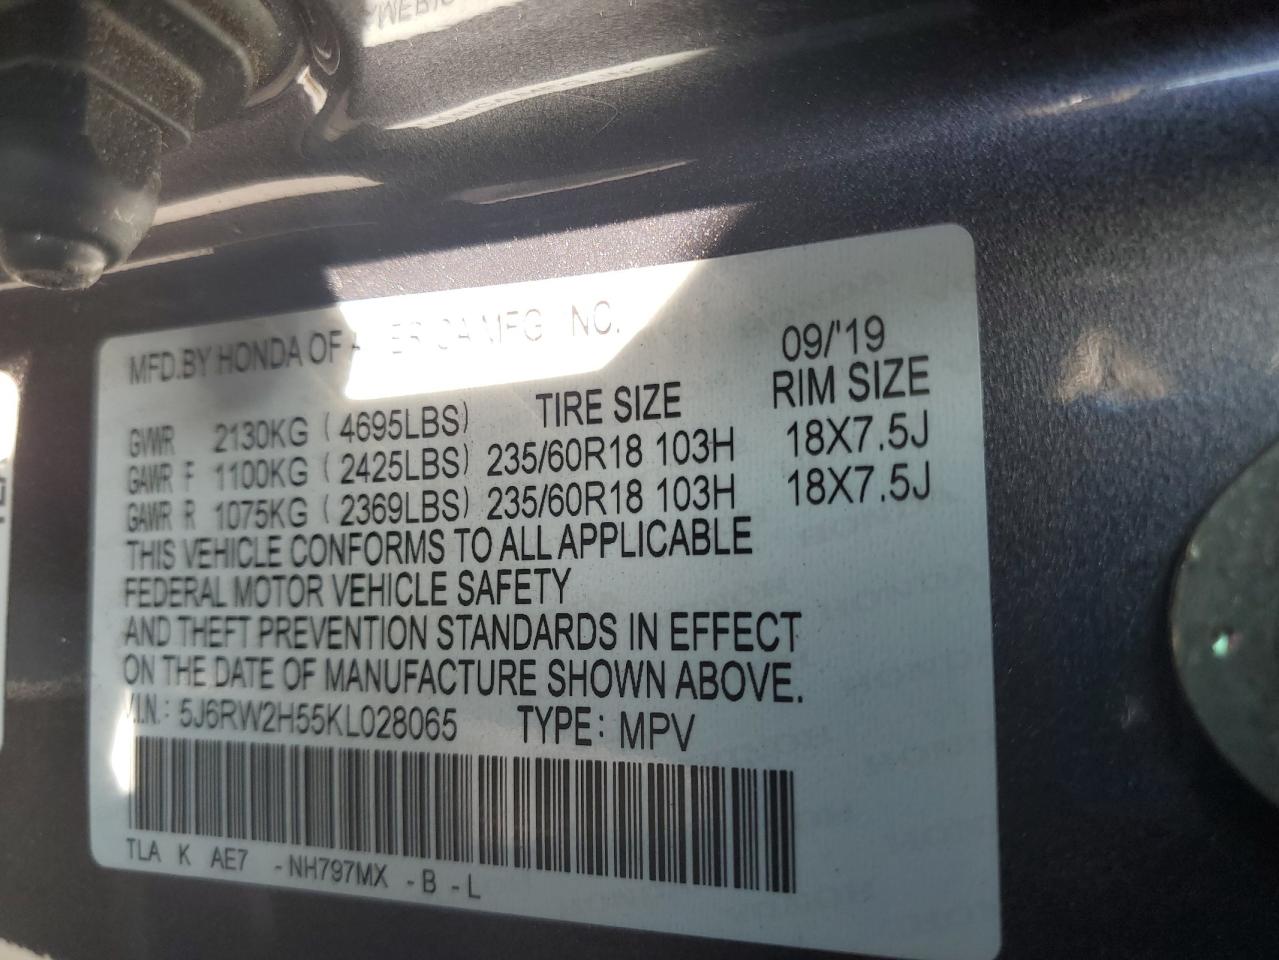 MFD.BY HONDA OF AMERICA MFG., INC. 09/'19
TIRE SIZE RIM SIZE
GVWR 2130KG ( 4695LBS)
GAWR F 1100KG ( 2425LBS) 235/60R18 103H 18X7.5J
GAWR R 1075KG ( 2369LBS) 235/60R18 103H 18X7.5J
THIS VEHICLE CONFORMS TO ALL APPLICABLE
FEDERAL MOTOR VEHICLE SAFETY
AND THEFT PREVENTION STANDARDS IN EFFECT
ON THE DATE OF MANUFACTURE SHOWN ABOVE.
V.I.N.: 5J6RW2H55KL028065 TYPE: MPV
TLA K AE7 -NH797MX -B -L